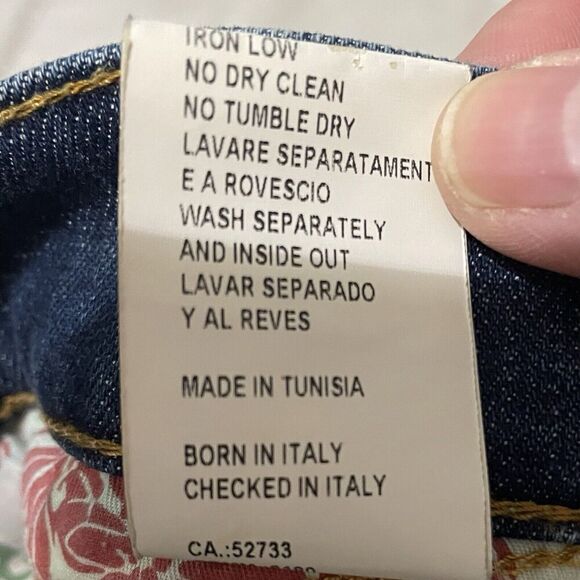 IRON LOW
NO DRY CLEAN
NO TUMBLE DRY
LAVARE SEPARATAMENT
E A ROVESCIO
WASH SEPARATELY
AND INSIDE OUT
LAVAR SEPARADO
Y AL REVES
MADE IN TUNISIA
BORN IN ITALY
CHECKED IN ITALY
CA.:52733